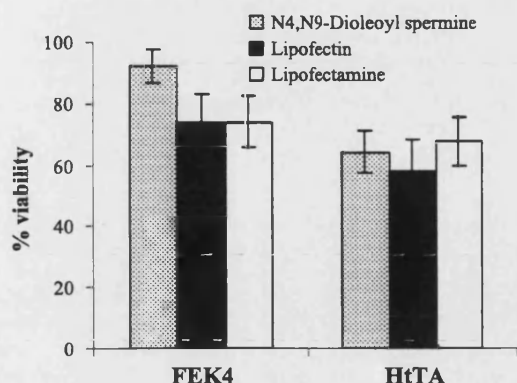 N4,N9-Dioleoyl spermine
Lipofectin
Lipofectamine
% viability
100
80
60
40
20
0
FEK4
HtTA